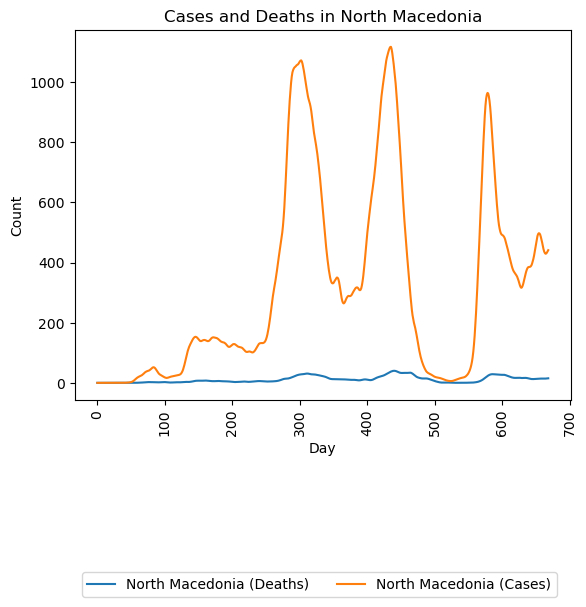 Cases and Deaths in North Macedonia
Count
1000
800
600
400
200
0
0 100 200 300 400 500 600 700
Day
North Macedonia (Deaths) North Macedonia (Cases)